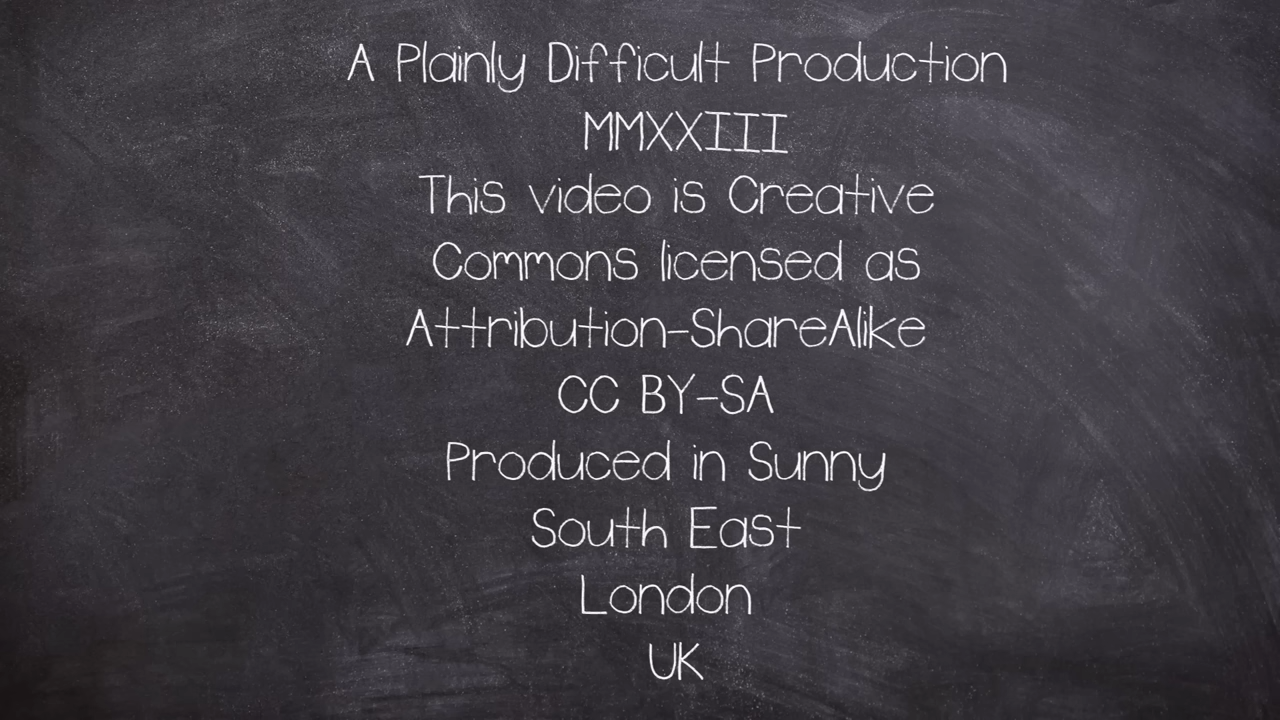 A Plainly Difficult Production
MMXXIII
This video is Creative
Commons licensed as
Attribution-ShareAlike
CC BY-SA
Produced in Sunny
South East
London
UK